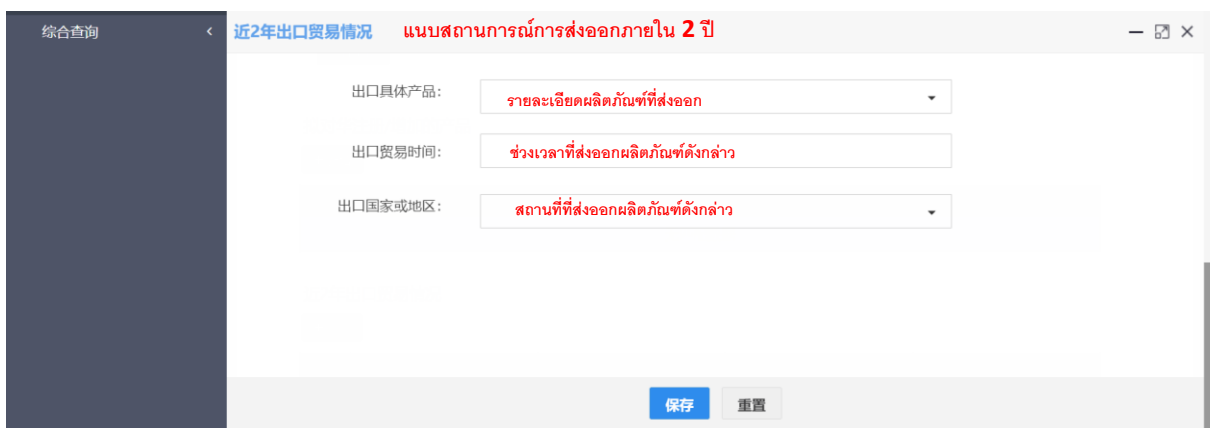 综合查询
近2年出口贸易情况 แนบสถานการณ์การส่งออกภายใน 2 ปี
出口具体产品: รายละเอียดผลิตภัณฑ์ที่ส่งออก
出口贸易时间: ช่วงเวลาที่ส่งออกผลิตภัณฑ์ดังกล่าว
出口国家或地区: สถานที่ที่ส่งออกผลิตภัณฑ์ดังกล่าว
保存 重置